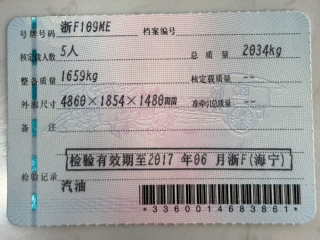 号牌号码 浙F109ME 档案编号
核定载人数 5人 总质量 2034kg
整备质量 1659kg 核定载质量 --
外廓尺寸 4860×1854×1480mm 准牵引总质量 --
备注
检验有效期至2017 年06 月浙F(海宁)
检验记录
汽油
*3360014683861*